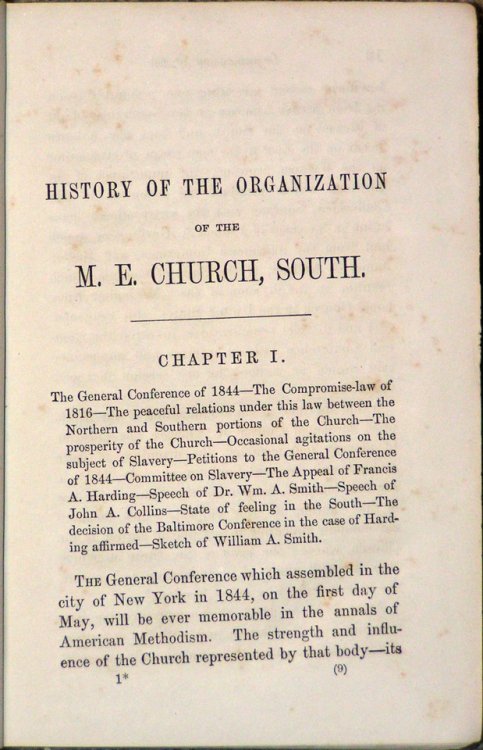 HISTORY OF THE ORGANIZATION
OF THE
M. E. CHURCH, SOUTH.
CHAPTER I.
The General Conference of 1844—The Compromise-law of
1816—The peaceful relations under this law between the
Northern and Southern portions of the Church—The
prosperity of the Church—Occasional agitations on the
subject of Slavery—Petitions to the General Conference
of 1844—Committee on Slavery—The Appeal of Francis
A. Harding—Speech of Dr. Wm. A. Smith—Speech of
John A. Collins—State of feeling in the South—The
decision of the Baltimore Conference in the case of Hard-
ing affirmed—Sketch of William A. Smith.
THE General Conference which assembled in the
city of New York in 1844, on the first day of
May, will be ever memorable in the annals of
American Methodism. The strength and influ-
ence of the Church represented by that body—its
1* (9)